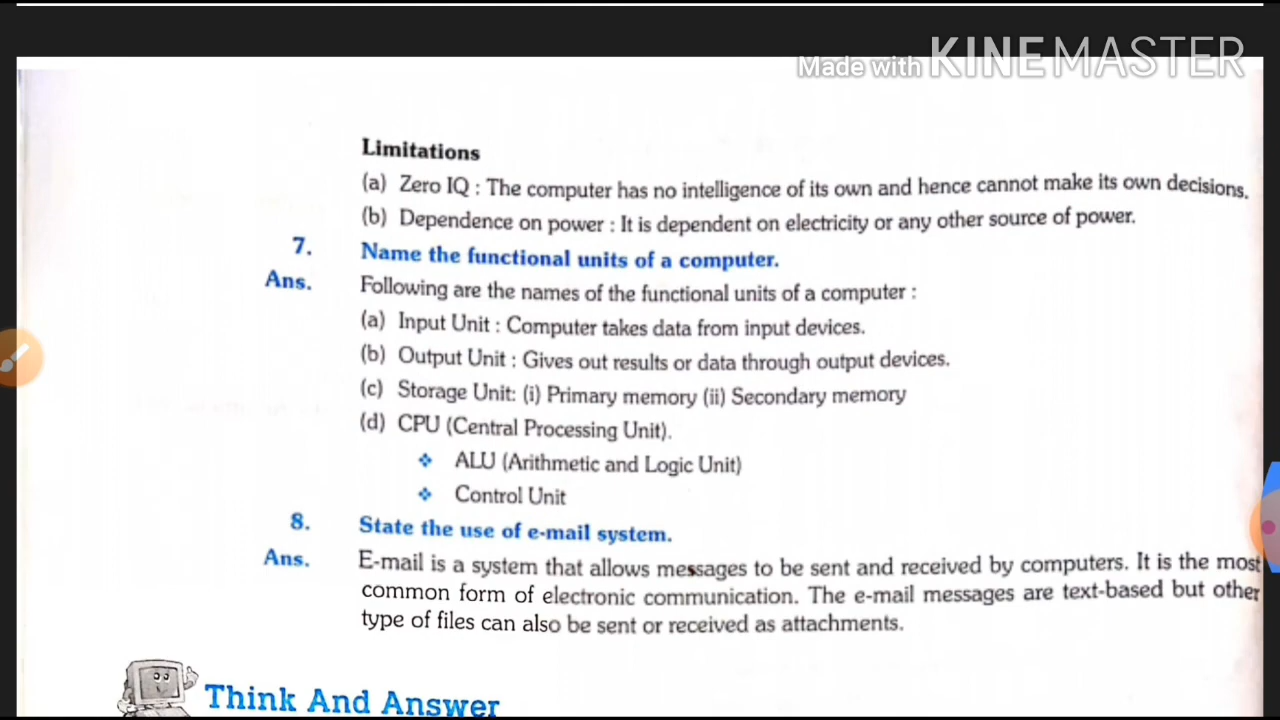 Made with KINEMASTER
Limitations
(a) Zero IQ : The computer has no intelligence of its own and hence cannot make its own decisions.
(b) Dependence on power : It is dependent on electricity or any other source of power.
7. Name the functional units of a computer.
Ans. Following are the names of the functional units of a computer :
(a) Input Unit : Computer takes data from input devices.
(b) Output Unit : Gives out results or data through output devices.
(c) Storage Unit: (i) Primary memory (ii) Secondary memory
(d) CPU (Central Processing Unit).
❖ ALU (Arithmetic and Logic Unit)
❖ Control Unit
8. State the use of e-mail system.
Ans. E-mail is a system that allows messages to be sent and received by computers. It is the most
common form of electronic communication. The e-mail messages are text-based but other
type of files can also be sent or received as attachments.
Think And Answer